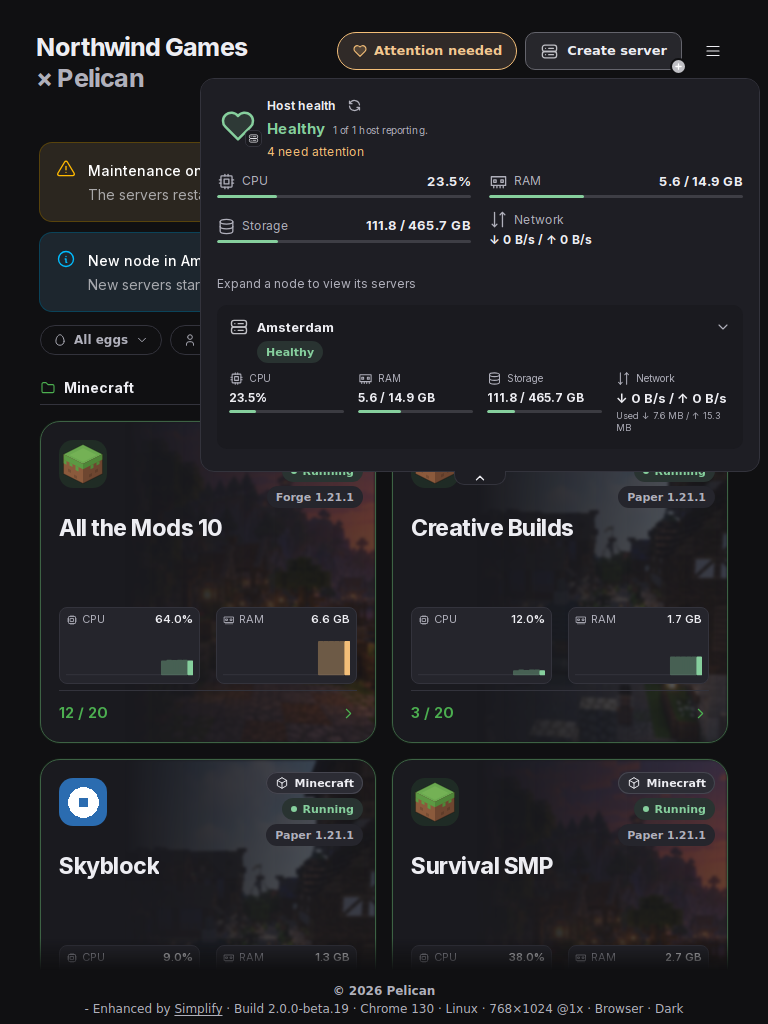 Northwind Games
× Pelican
Attention needed
Create server
Host health
Healthy 1 of 1 host reporting.
4 need attention
CPU 23.5%
RAM 5.6 / 14.9 GB
Storage 111.8 / 465.7 GB
Network
↓ 0 B/s / ↑ 0 B/s
Expand a node to view its servers
Amsterdam
Healthy
CPU
23.5%
RAM
5.6 / 14.9 GB
Storage
111.8 / 465.7 GB
Network
↓ 0 B/s / ↑ 0 B/s
Used ↓ 7.6 MB / ↑ 15.3
MB
Maintenance on
The servers resta
New node in Am
New servers star
All eggs
Minecraft
Running
Forge 1.21.1
All the Mods 10
CPU 64.0%
RAM 6.6 GB
12 / 20
Running
Paper 1.21.1
Creative Builds
CPU 12.0%
RAM 1.7 GB
3 / 20
Minecraft
Running
Paper 1.21.1
Skyblock
CPU 9.0%
RAM 1.3 GB
Minecraft
Running
Paper 1.21.1
Survival SMP
CPU 38.0%
RAM 2.7 GB
© 2026 Pelican
- Enhanced by Simplify · Build 2.0.0-beta.19 · Chrome 130 · Linux · 768×1024 @1x · Browser · Dark